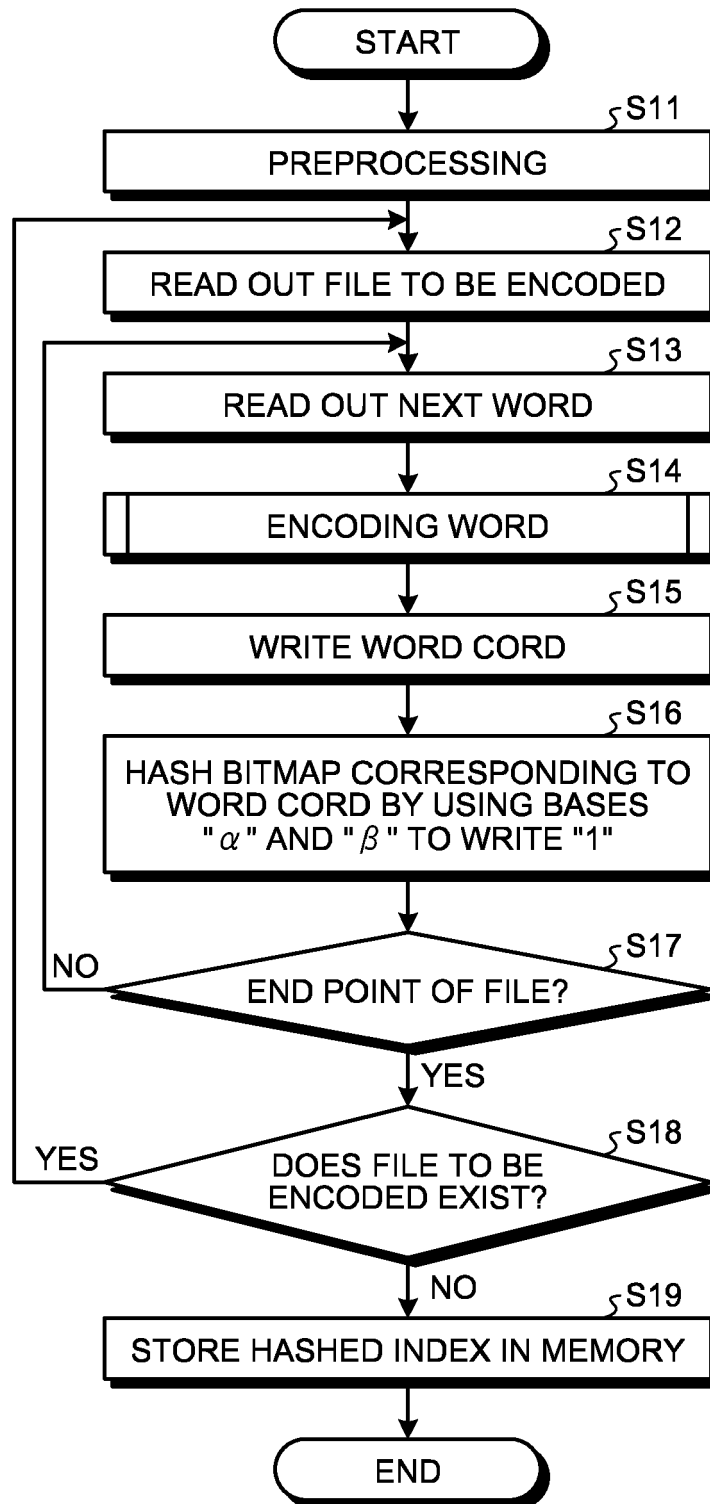 START
S11
PREPROCESSING
S12
READ OUT FILE TO BE ENCODED
S13
READ OUT NEXT WORD
S14
ENCODING WORD
S15
WRITE WORD CORD
S16
HASH BITMAP CORRESPONDING TO
WORD CORD BY USING BASES
"α" AND "β" TO WRITE "1"
S17
NO
END POINT OF FILE?
YES
S18
YES
DOES FILE TO BE
ENCODED EXIST?
NO
S19
STORE HASHED INDEX IN MEMORY
END